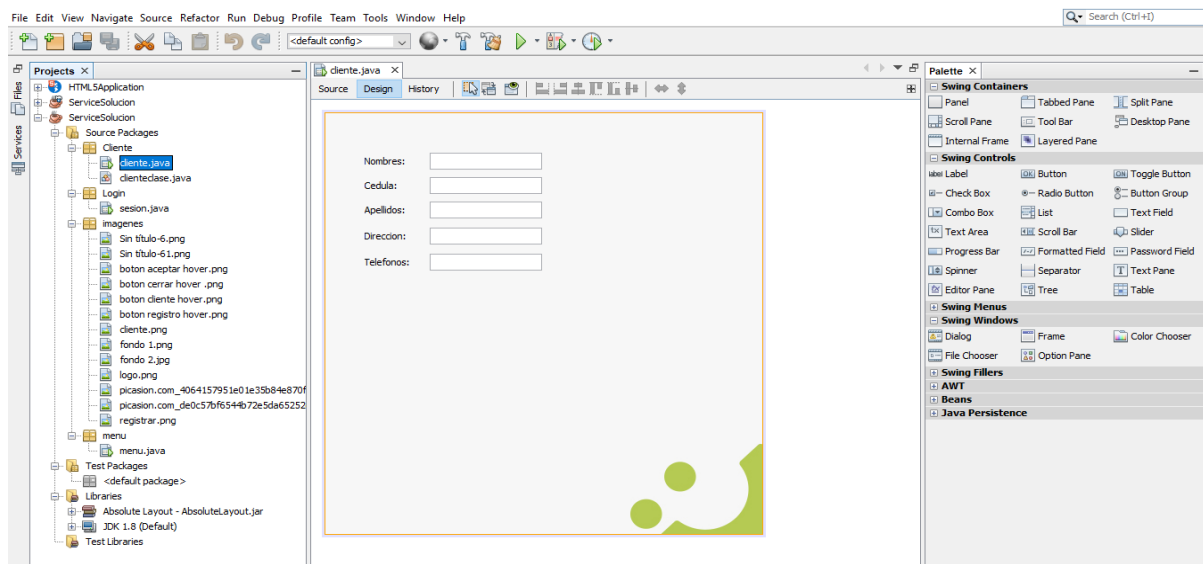 File Edit View Navigate Source Refactor Run Debug Profile Team Tools Window Help
Search (Ctrl+I)
<default config>
Files
Services
Projects
HTML5Application
ServiceSolucion
ServiceSolucion
Source Packages
Cliente
cliente.java
clienteclase.java
Login
sesion.java
imagenes
Sin título-6.png
Sin título-61.png
boton aceptar hover.png
boton cerrar hover .png
boton cliente hover.png
boton registro hover.png
cliente.png
fondo 1.png
fondo 2.jpg
logo.png
picasion.com_4064157951e01e35b84e870f
picasion.com_de0c57bf6544b72e5da65252
registrar.png
menu
menu.java
Test Packages
<default package>
Libraries
Absolute Layout - AbsoluteLayout.jar
JDK 1.8 (Default)
Test Libraries
cliente.java
Source Design History
Nombres:
Cedula:
Apellidos:
Direccion:
Telefonos:
Palette
Swing Containers
Panel Tabbed Pane Split Pane
Scroll Pane Tool Bar Desktop Pane
Internal Frame Layered Pane
Swing Controls
label Label OK Button ON Toggle Button
Check Box Radio Button Button Group
Combo Box List Text Field
Text Area Scroll Bar Slider
Progress Bar Formatted Field Password Field
Spinner Separator Text Pane
Editor Pane Tree Table
Swing Menus
Swing Windows
Dialog Frame Color Chooser
File Chooser Option Pane
Swing Fillers
AWT
Beans
Java Persistence